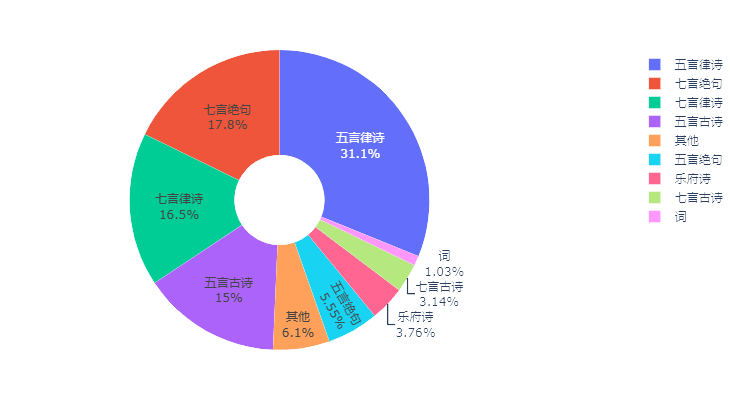 五言律诗
31.1%
词
1.03%
七言古诗
3.14%
乐府诗
3.76%
五言绝句
5.55%
其他
6.1%
五言古诗
15%
七言律诗
16.5%
七言绝句
17.8%
五言律诗
七言绝句
七言律诗
五言古诗
其他
五言绝句
乐府诗
七言古诗
词